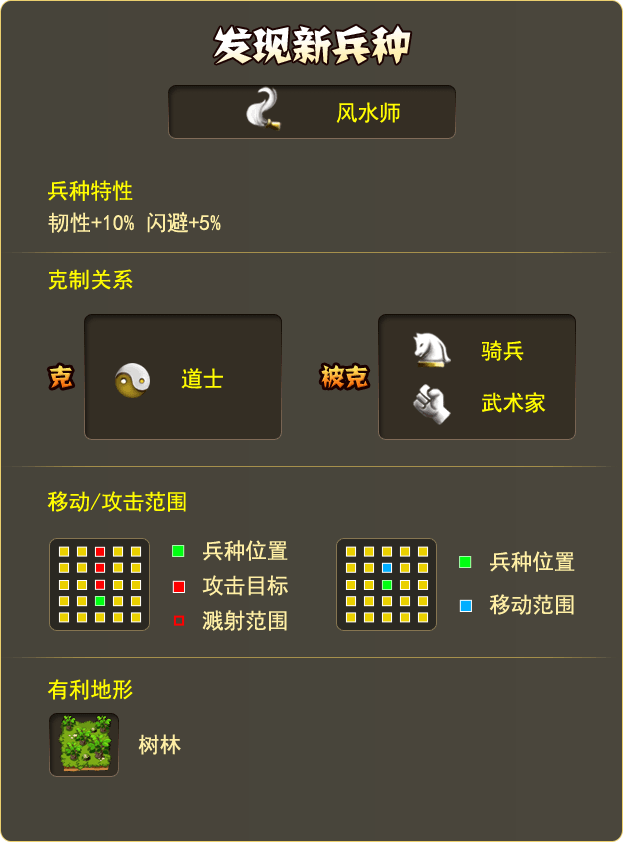 发现新兵种
风水师
兵种特性
韧性+10% 闪避+5%
克制关系
克
道士
被克
骑兵
武术家
移动/攻击范围
兵种位置
攻击目标
溅射范围
兵种位置
移动范围
有利地形
树林